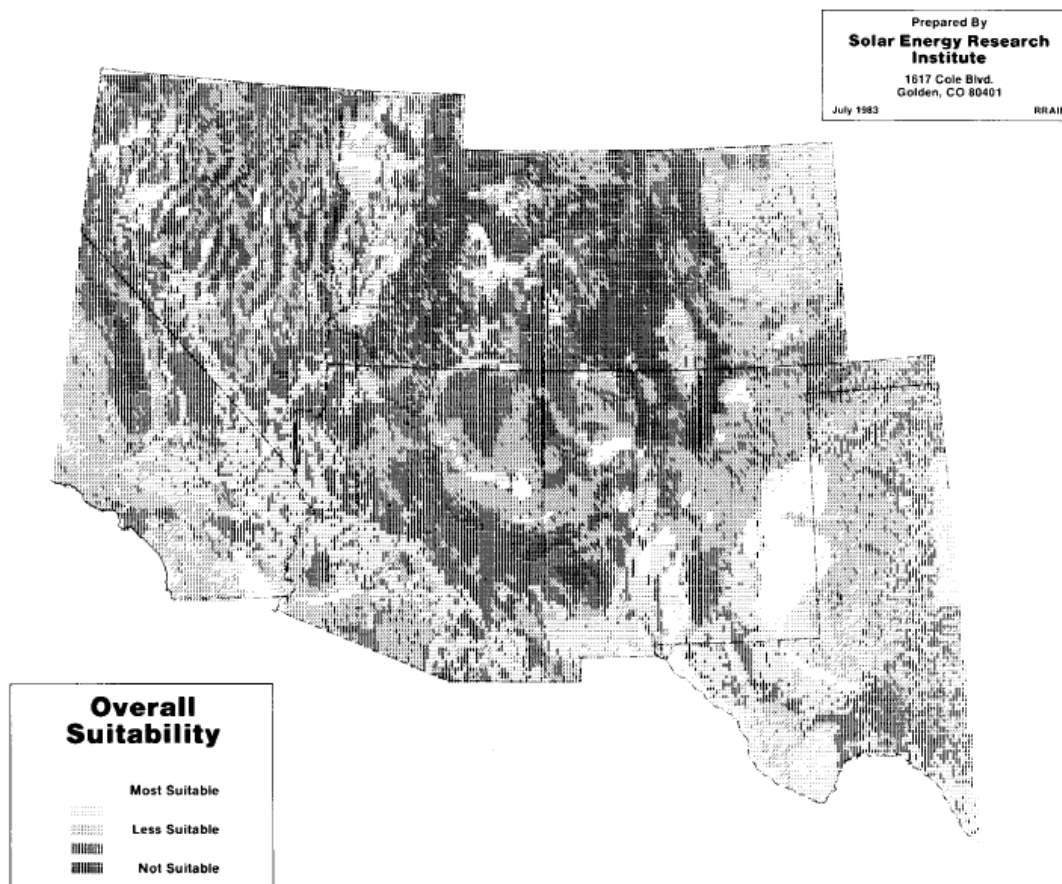 Prepared By
Solar Energy Research
Institute
1617 Cole Blvd.
Golden, CO 80401
July 1983 RRAIL
Overall
Suitability
Most Suitable
Less Suitable
Not Suitable